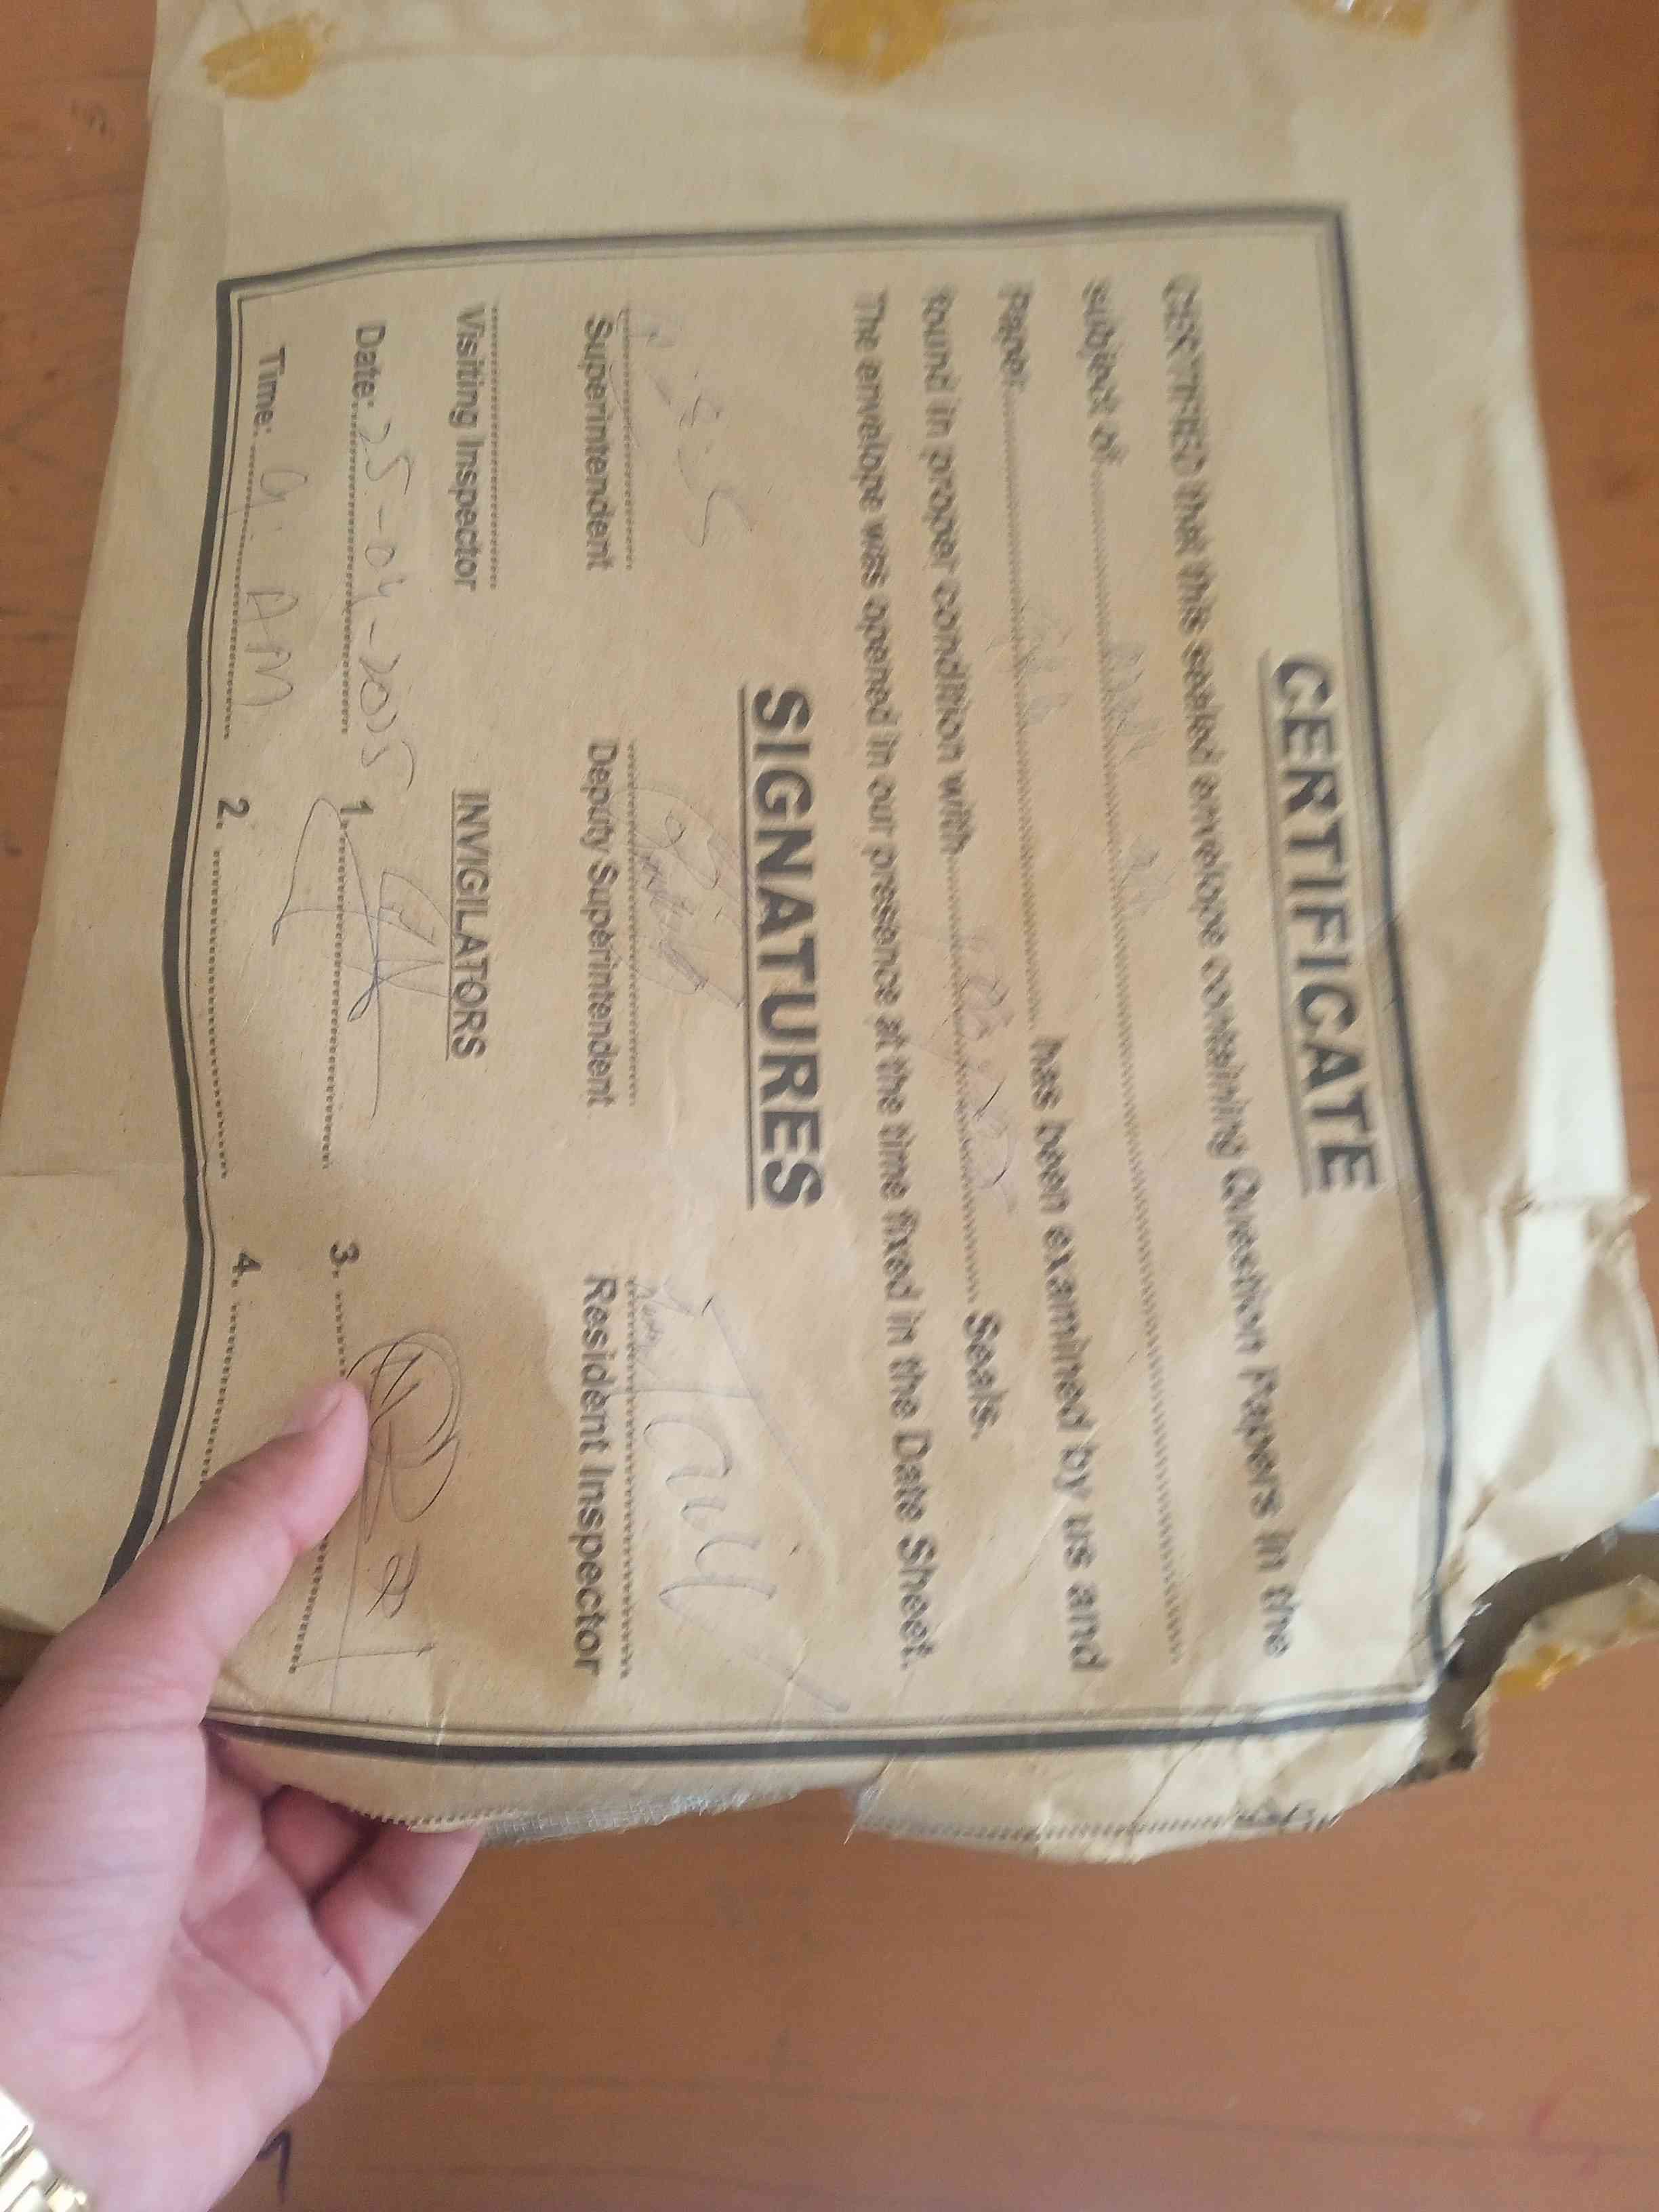 CERTIFICATE
CERTIFIED that this sealed envelope containing Question Papers in the
subject of
Paper has been examined by us and
found in proper condition with Seals.
The envelope was opened in our presence at the time fixed in the Date Sheet.
SIGNATURES
Superintendent Deputy Superintendent Resident Inspector
Visiting Inspector INVIGILATORS
Date: 25-04-2025 1. 3.
Time: 9: AM 2. 4.